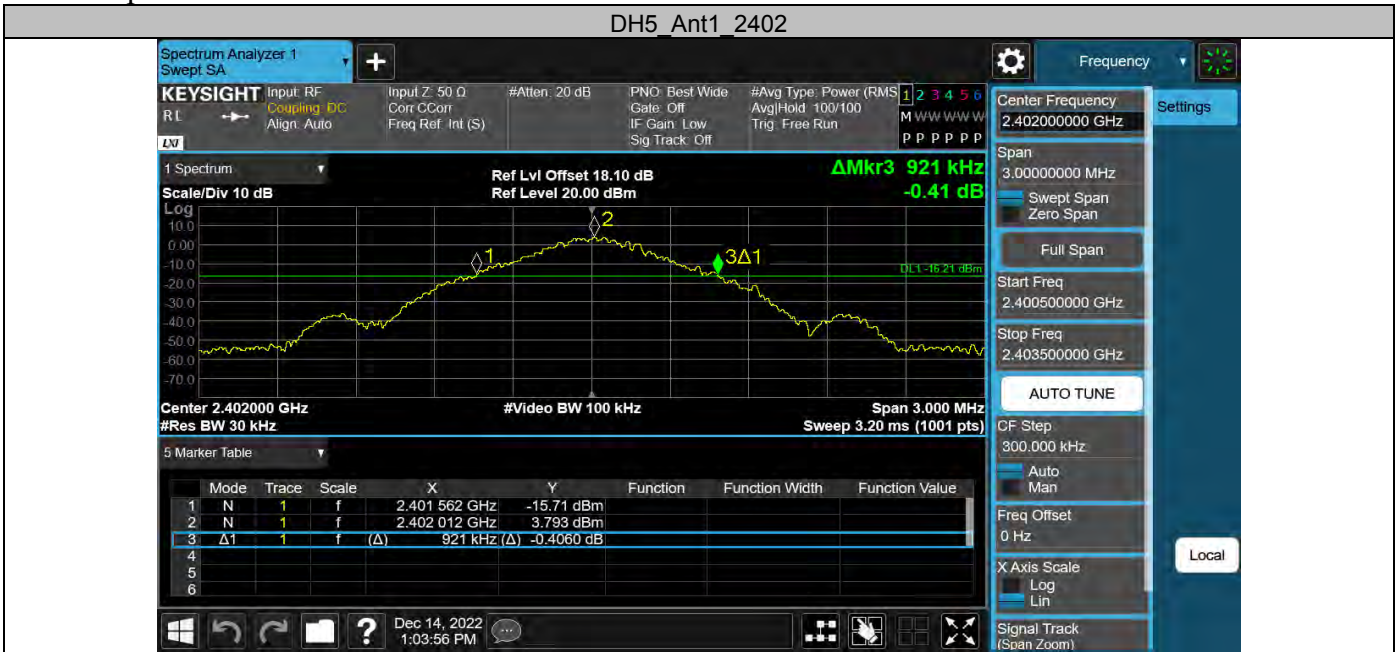 DH5_Ant1_2402
Spectrum Analyzer 1
Swept SA
+
Frequency
KEYSIGHT
RL
LXI
Input: RF
Coupling: DC
Align: Auto
Input Z: 50 Ω
Corr CCorr
Freq Ref: Int (S)
#Atten: 20 dB
PNO: Best Wide
Gate: Off
IF Gain: Low
Sig Track: Off
#Avg Type: Power (RMS
Avg|Hold: 100/100
Trig: Free Run
1 2 3 4 5 6
M W W W W W
P P P P P P
1 Spectrum
Scale/Div 10 dB
Ref Lvl Offset 18.10 dB
Ref Level 20.00 dBm
ΔMkr3 921 kHz
-0.41 dB
Log
10.0
0.00
-10.0
-20.0
-30.0
-40.0
-50.0
-60.0
-70.0
1
2
3Δ1
DL1 -16.21 dBm
Center 2.402000 GHz
#Video BW 100 kHz
Span 3.000 MHz
#Res BW 30 kHz
Sweep 3.20 ms (1001 pts)
5 Marker Table
Mode Trace Scale X Y Function Function Width Function Value
1 N 1 f 2.401 562 GHz -15.71 dBm
2 N 1 f 2.402 012 GHz 3.793 dBm
3 Δ1 1 f (Δ) 921 kHz (Δ) -0.4060 dB
4
5
6
?
Dec 14, 2022
1:03:56 PM
Center Frequency
2.402000000 GHz
Settings
Span
3.00000000 MHz
Swept Span
Zero Span
Full Span
Start Freq
2.400500000 GHz
Stop Freq
2.403500000 GHz
AUTO TUNE
CF Step
300.000 kHz
Auto
Man
Freq Offset
0 Hz
X Axis Scale
Log
Lin
Local
Signal Track
(Span Zoom)